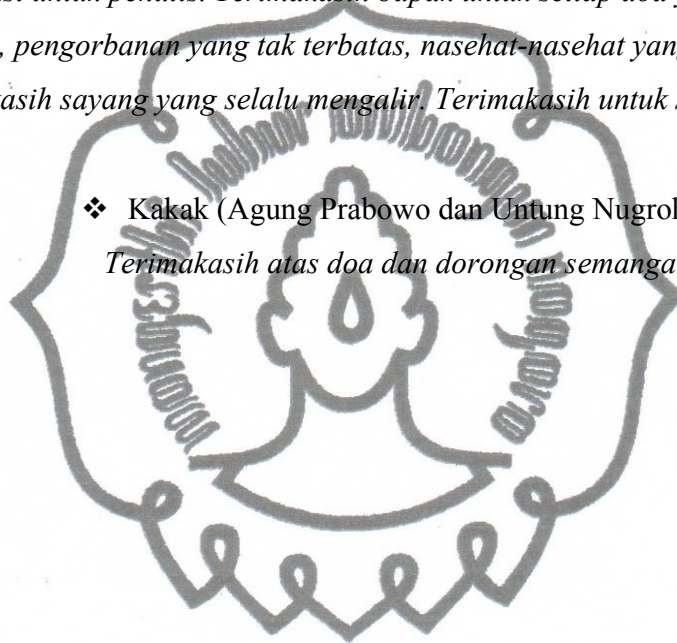 untuk penulis. Terimakasih bapak untuk setiap doa
, pengorbanan yang tak terbatas, nasehat-nasehat yang
asih sayang yang selalu mengalir. Terimakasih untuk
❖ Kakak (Agung Prabowo dan Untung Nugroh
Terimakasih atas doa dan dorongan semanga